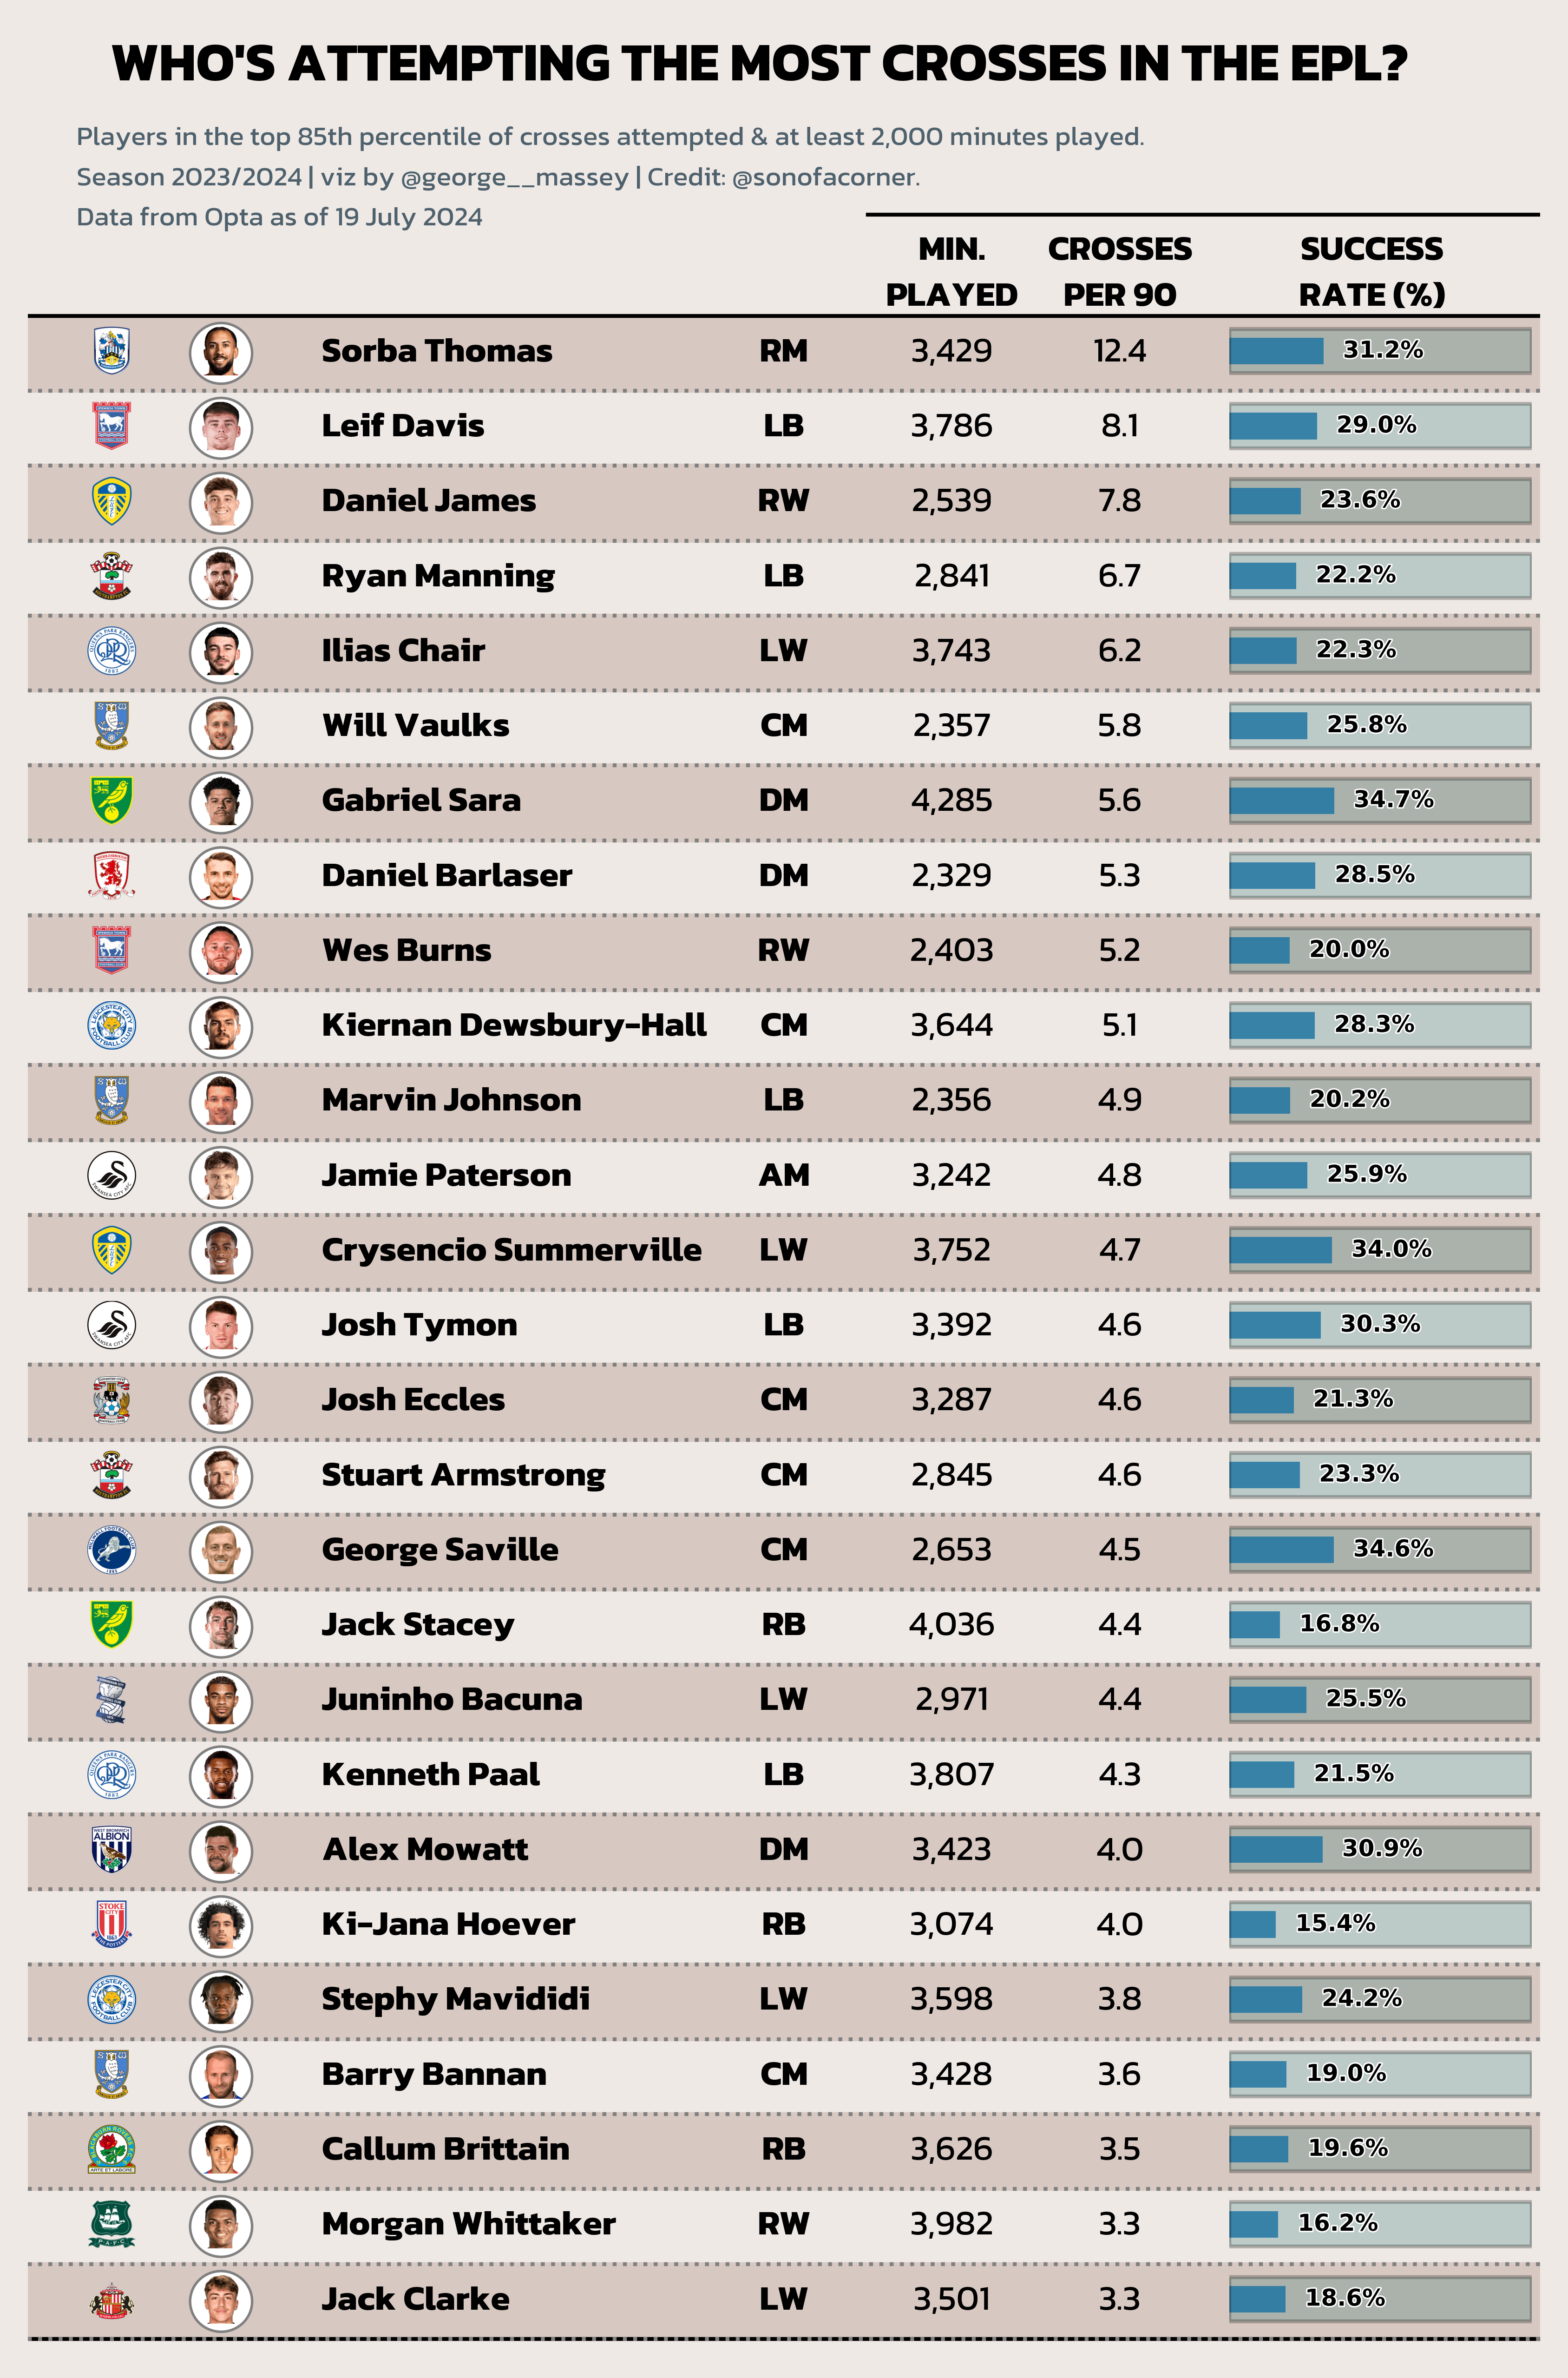 WHO'S ATTEMPTING THE MOST CROSSES IN THE EPL?
Players in the top 85th percentile of crosses attempted & at least 2,000 minutes played.
Season 2023/2024 | viz by @george__massey | Credit: @sonofacorner.
Data from Opta as of 19 July 2024
MIN. PLAYED CROSSES PER 90 SUCCESS RATE (%)
Sorba Thomas RM 3,429 12.4 31.2%
Leif Davis LB 3,786 8.1 29.0%
Daniel James RW 2,539 7.8 23.6%
Ryan Manning LB 2,841 6.7 22.2%
Ilias Chair LW 3,743 6.2 22.3%
Will Vaulks CM 2,357 5.8 25.8%
Gabriel Sara DM 4,285 5.6 34.7%
Daniel Barlaser DM 2,329 5.3 28.5%
Wes Burns RW 2,403 5.2 20.0%
Kiernan Dewsbury-Hall CM 3,644 5.1 28.3%
Marvin Johnson LB 2,356 4.9 20.2%
Jamie Paterson AM 3,242 4.8 25.9%
Crysencio Summerville LW 3,752 4.7 34.0%
Josh Tymon LB 3,392 4.6 30.3%
Josh Eccles CM 3,287 4.6 21.3%
Stuart Armstrong CM 2,845 4.6 23.3%
George Saville CM 2,653 4.5 34.6%
Jack Stacey RB 4,036 4.4 16.8%
Juninho Bacuna LW 2,971 4.4 25.5%
Kenneth Paal LB 3,807 4.3 21.5%
ALBION Alex Mowatt DM 3,423 4.0 30.9%
STOKE CITY Ki-Jana Hoever RB 3,074 4.0 15.4%
Stephy Mavididi LW 3,598 3.8 24.2%
Barry Bannan CM 3,428 3.6 19.0%
Callum Brittain RB 3,626 3.5 19.6%
Morgan Whittaker RW 3,982 3.3 16.2%
Jack Clarke LW 3,501 3.3 18.6%